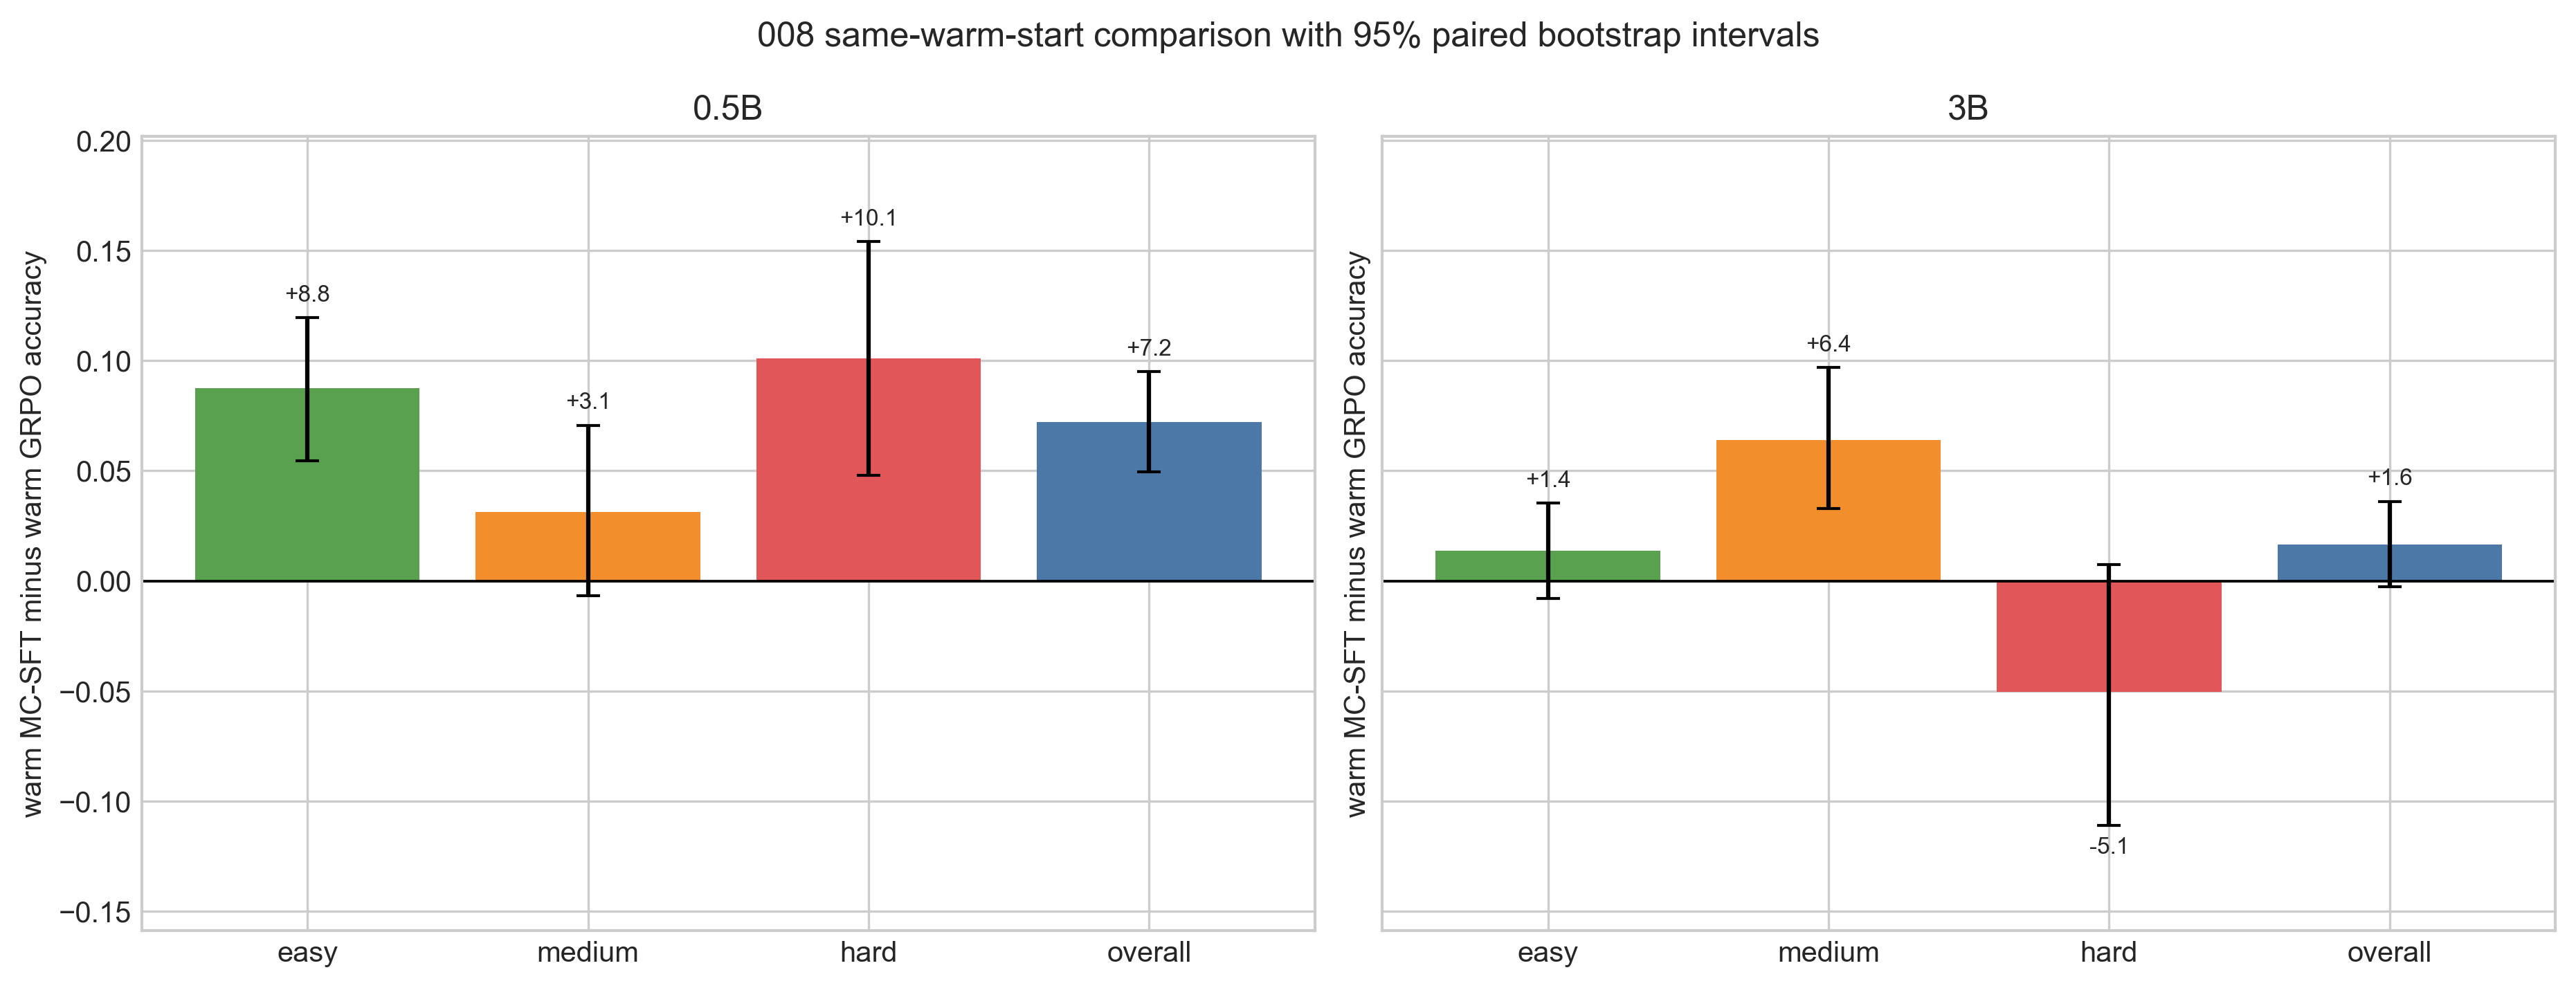 008 same-warm-start comparison with 95% paired bootstrap intervals
0.5B
warm MC-SFT minus warm GRPO accuracy
0.20
0.15
0.10
0.05
0.00
−0.05
−0.10
−0.15
+8.8
+3.1
+10.1
+7.2
easy
medium
hard
overall
3B
warm MC-SFT minus warm GRPO accuracy
+1.4
+6.4
-5.1
+1.6
easy
medium
hard
overall